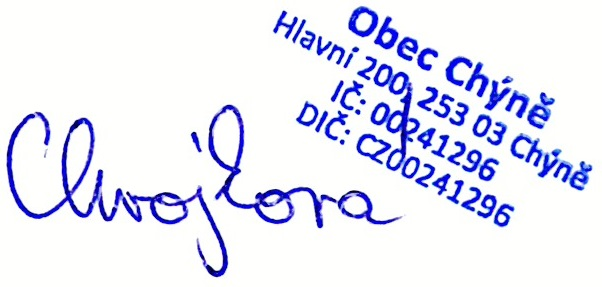 Obec Chýně
Hlavní 200, 253 03 Chýně
IČ: 00241296
DIČ: CZ00241296